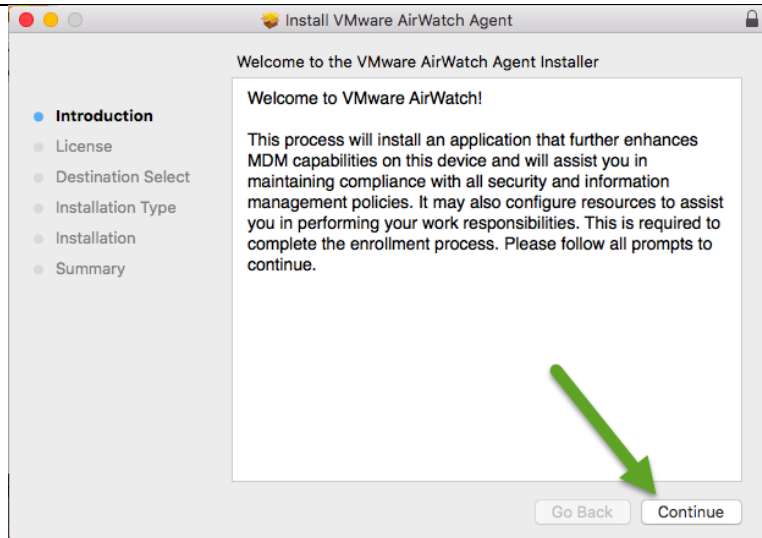 Install VMware AirWatch Agent
Welcome to the VMware AirWatch Agent Installer
Introduction
License
Destination Select
Installation Type
Installation
Summary
Welcome to VMware AirWatch!
This process will install an application that further enhances
MDM capabilities on this device and will assist you in
maintaining compliance with all security and information
management policies. It may also configure resources to assist
you in performing your work responsibilities. This is required to
complete the enrollment process. Please follow all prompts to
continue.
Go Back
Continue